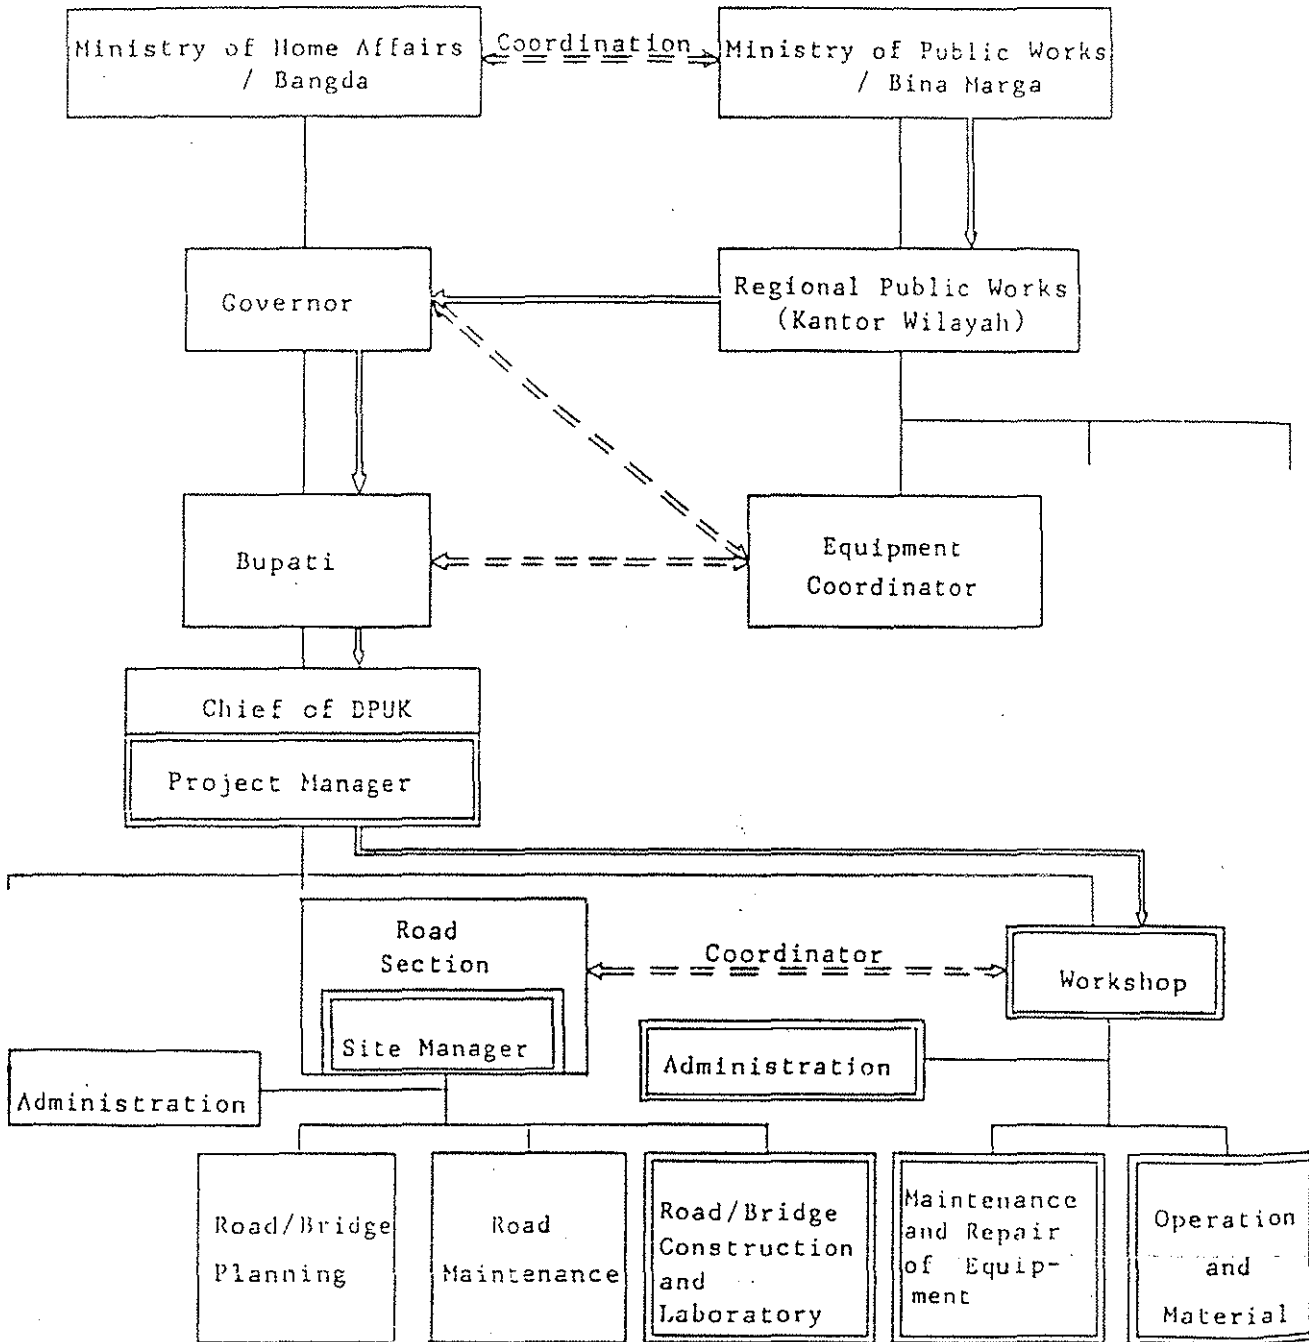 Ministry of Home Affairs
/ Bangda
Coordination
Ministry of Public Works
/ Bina Marga
Governor
Regional Public Works
(Kantor Wilayah)
Bupati
Equipment
Coordinator
Chief of DPUK
Project Manager
Road
Section
Site Manager
Coordinator
Workshop
Administration
Administration
Road/Bridge
Planning
Road
Maintenance
Road/Bridge
Construction
and
Laboratory
Maintenance
and Repair
of Equip-
ment
Operation
and
Material